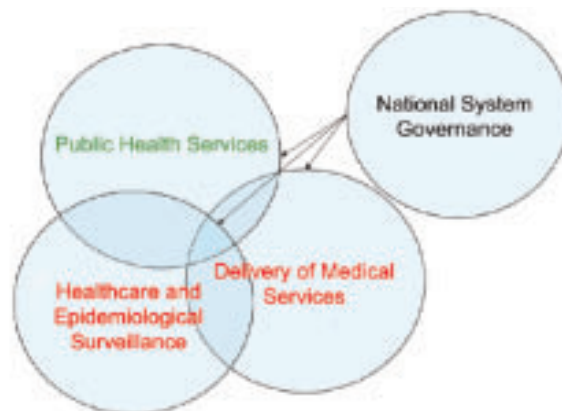 National System
Governance
Public Health Services
Delivery of Medical
Services
Healthcare and
Epidemiological
Surveillance